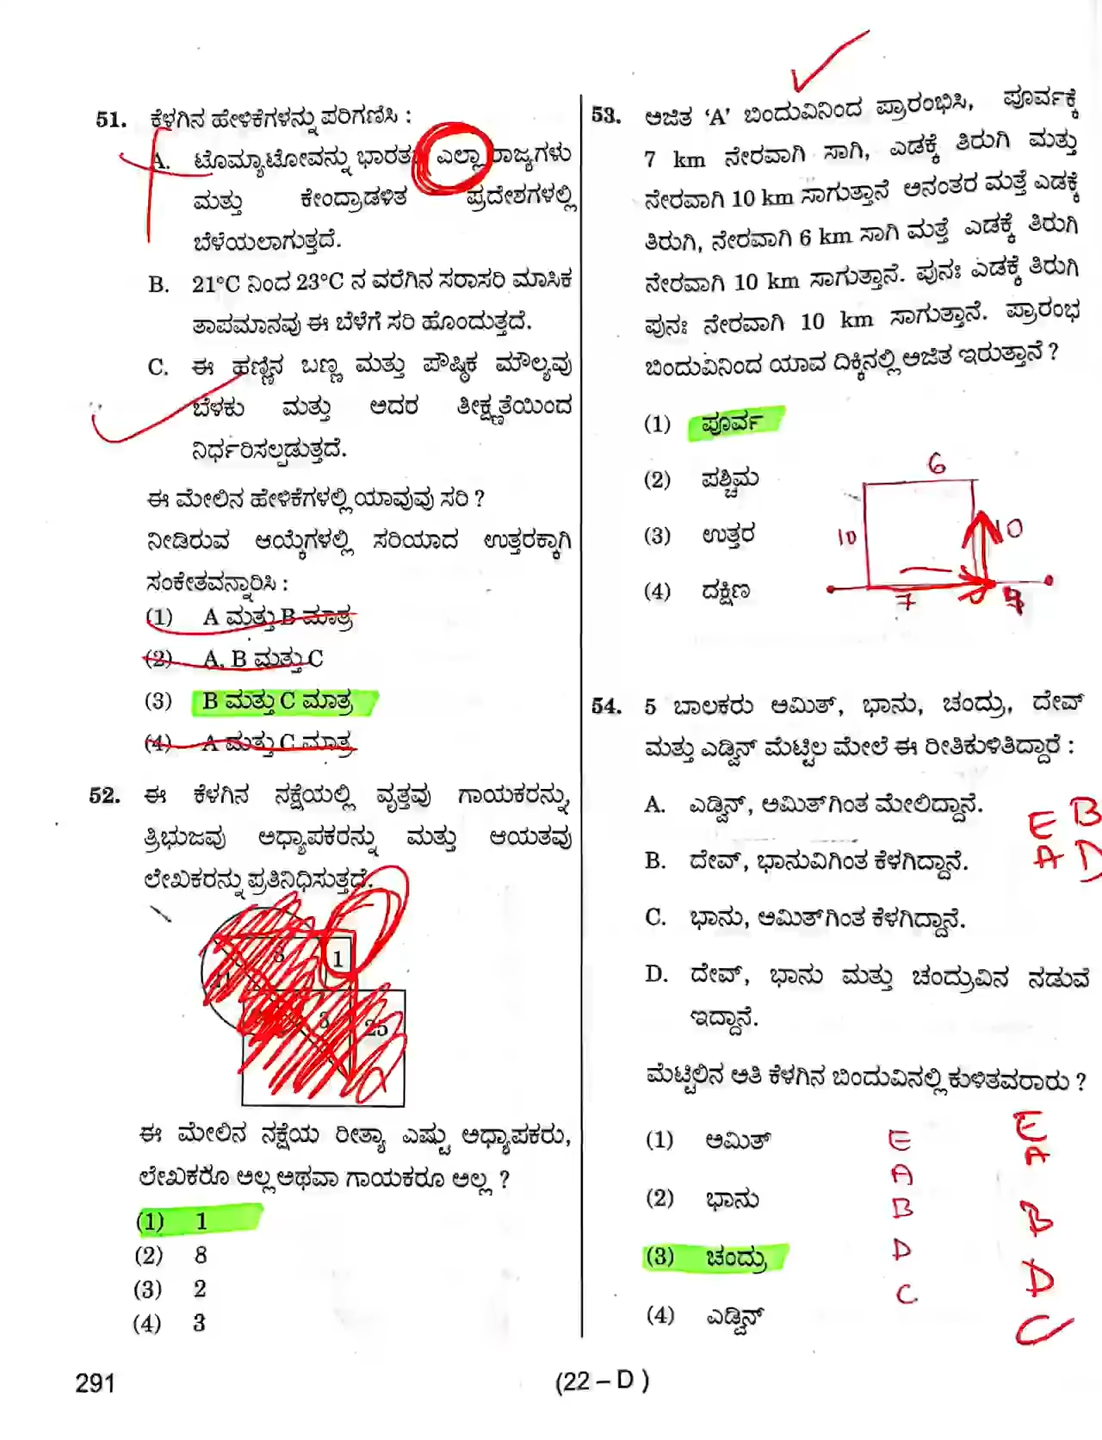 51. ಕೆಳಗಿನ ಹೇಳಿಕೆಗಳನ್ನು ಪರಿಗಣಿಸಿ :
A. ಟೊಮ್ಯಾಟೋವನ್ನು ಭಾರತದ ಎಲ್ಲಾ ರಾಜ್ಯಗಳು
ಮತ್ತು ಕೇಂದ್ರಾಡಳಿತ ಪ್ರದೇಶಗಳಲ್ಲಿ
ಬೆಳೆಯಲಾಗುತ್ತದೆ.
B. 21°C ನಿಂದ 23°C ನ ವರೆಗಿನ ಸರಾಸರಿ ಮಾಸಿಕ
ತಾಪಮಾನವು ಈ ಬೆಳೆಗೆ ಸರಿ ಹೊಂದುತ್ತದೆ.
C. ಈ ಹಣ್ಣಿನ ಬಣ್ಣ ಮತ್ತು ಪೌಷ್ಠಿಕ ಮೌಲ್ಯವು
ಬೆಳಕು ಮತ್ತು ಅದರ ತೀಕ್ಷ್ಣತೆಯಿಂದ
ನಿರ್ಧರಿಸಲ್ಪಡುತ್ತದೆ.
ಈ ಮೇಲಿನ ಹೇಳಿಕೆಗಳಲ್ಲಿ ಯಾವುವು ಸರಿ ?
ನೀಡಿರುವ ಆಯ್ಕೆಗಳಲ್ಲಿ ಸರಿಯಾದ ಉತ್ತರಕ್ಕಾಗಿ
ಸಂಕೇತವನ್ನಾರಿಸಿ :
(1) A ಮತ್ತು B ಮಾತ್ರ
(2) A, B ಮತ್ತು C
(3) B ಮತ್ತು C ಮಾತ್ರ
(4) A ಮತ್ತು C ಮಾತ್ರ
52. ಈ ಕೆಳಗಿನ ನಕ್ಷೆಯಲ್ಲಿ ವೃತ್ತವು ಗಾಯಕರನ್ನು,
ತ್ರಿಭುಜವು ಅಧ್ಯಾಪಕರನ್ನು ಮತ್ತು ಆಯತವು
ಲೇಖಕರನ್ನು ಪ್ರತಿನಿಧಿಸುತ್ತದೆ.
1
3 25
ಈ ಮೇಲಿನ ನಕ್ಷೆಯ ರೀತ್ಯಾ ಎಷ್ಟು ಅಧ್ಯಾಪಕರು,
ಲೇಖಕರೂ ಅಲ್ಲ ಅಥವಾ ಗಾಯಕರೂ ಅಲ್ಲ ?
(1) 1
(2) 8
(3) 2
(4) 3
53. ಅಜಿತ 'A' ಬಿಂದುವಿನಿಂದ ಪ್ರಾರಂಭಿಸಿ, ಪೂರ್ವಕ್ಕೆ
7 km ನೇರವಾಗಿ ಸಾಗಿ, ಎಡಕ್ಕೆ ತಿರುಗಿ ಮತ್ತು
ನೇರವಾಗಿ 10 km ಸಾಗುತ್ತಾನೆ ಅನಂತರ ಮತ್ತೆ ಎಡಕ್ಕೆ
ತಿರುಗಿ, ನೇರವಾಗಿ 6 km ಸಾಗಿ ಮತ್ತೆ ಎಡಕ್ಕೆ ತಿರುಗಿ
ನೇರವಾಗಿ 10 km ಸಾಗುತ್ತಾನೆ. ಪುನಃ ಎಡಕ್ಕೆ ತಿರುಗಿ
ಪುನಃ ನೇರವಾಗಿ 10 km ಸಾಗುತ್ತಾನೆ. ಪ್ರಾರಂಭ
ಬಿಂದುವಿನಿಂದ ಯಾವ ದಿಕ್ಕಿನಲ್ಲಿ ಅಜಿತ ಇರುತ್ತಾನೆ ?
(1) ಪೂರ್ವ
(2) ಪಶ್ಚಿಮ
(3) ಉತ್ತರ
(4) ದಕ್ಷಿಣ
6
10 10
7
54. 5 ಬಾಲಕರು ಅಮಿತ್, ಭಾನು, ಚಂದ್ರು, ದೇವ್
ಮತ್ತು ಎಡ್ವಿನ್ ಮೆಟ್ಟಿಲ ಮೇಲೆ ಈ ರೀತಿಕುಳಿತಿದ್ದಾರೆ :
A. ಎಡ್ವಿನ್, ಅಮಿತ್‌ಗಿಂತ ಮೇಲಿದ್ದಾನೆ.
B. ದೇವ್, ಭಾನುವಿಗಿಂತ ಕೆಳಗಿದ್ದಾನೆ.
C. ಭಾನು, ಅಮಿತ್‌ಗಿಂತ ಕೆಳಗಿದ್ದಾನೆ.
D. ದೇವ್, ಭಾನು ಮತ್ತು ಚಂದ್ರುವಿನ ನಡುವೆ
ಇದ್ದಾನೆ.
E B
A D
ಮೆಟ್ಟಿಲಿನ ಅತಿ ಕೆಳಗಿನ ಬಿಂದುವಿನಲ್ಲಿ ಕುಳಿತವರಾರು ?
(1) ಅಮಿತ್
(2) ಭಾನು
(3) ಚಂದ್ರು
(4) ಎಡ್ವಿನ್
E
A
B
D
C
E
A
B
D
C
291
(22 – D )